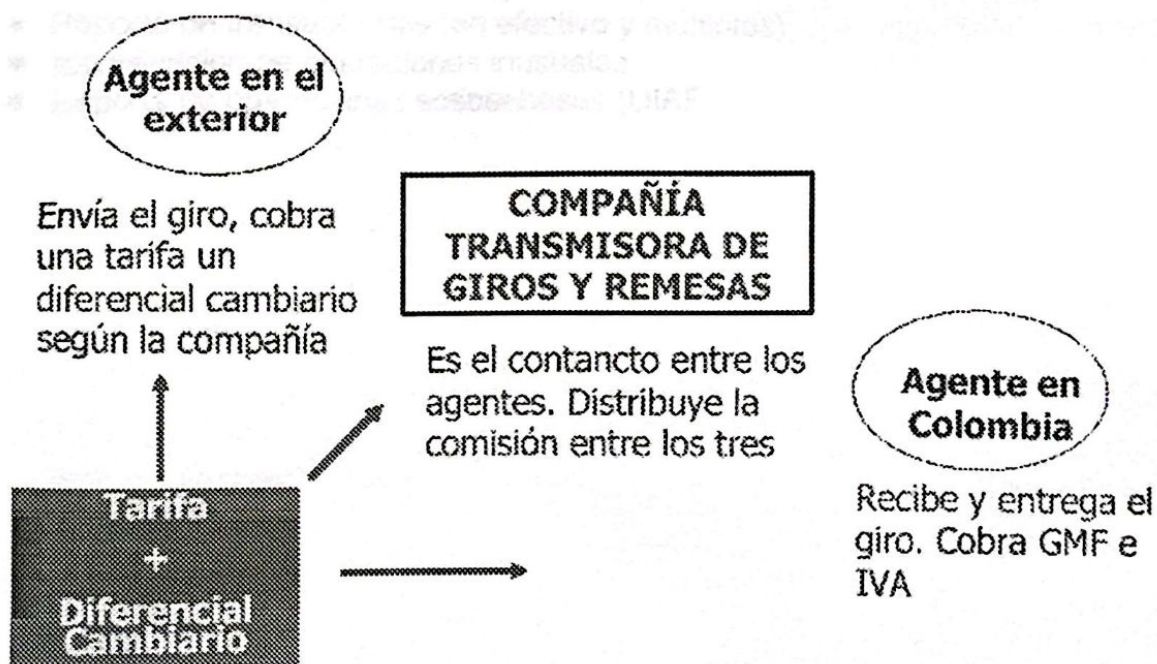 efectivo y
Agente en el
exterior
Envía el giro, cobra
una tarifa un
diferencial cambiario
según la compañía
COMPAÑÍA
TRANSMISORA DE
GIROS Y REMESAS
Es el contancto entre los
agentes. Distribuye la
comisión entre los tres
Agente en
Colombia
Recibe y entrega el
giro. Cobra GMF e
IVA
Tarifa
+
Diferencial
Cambiario